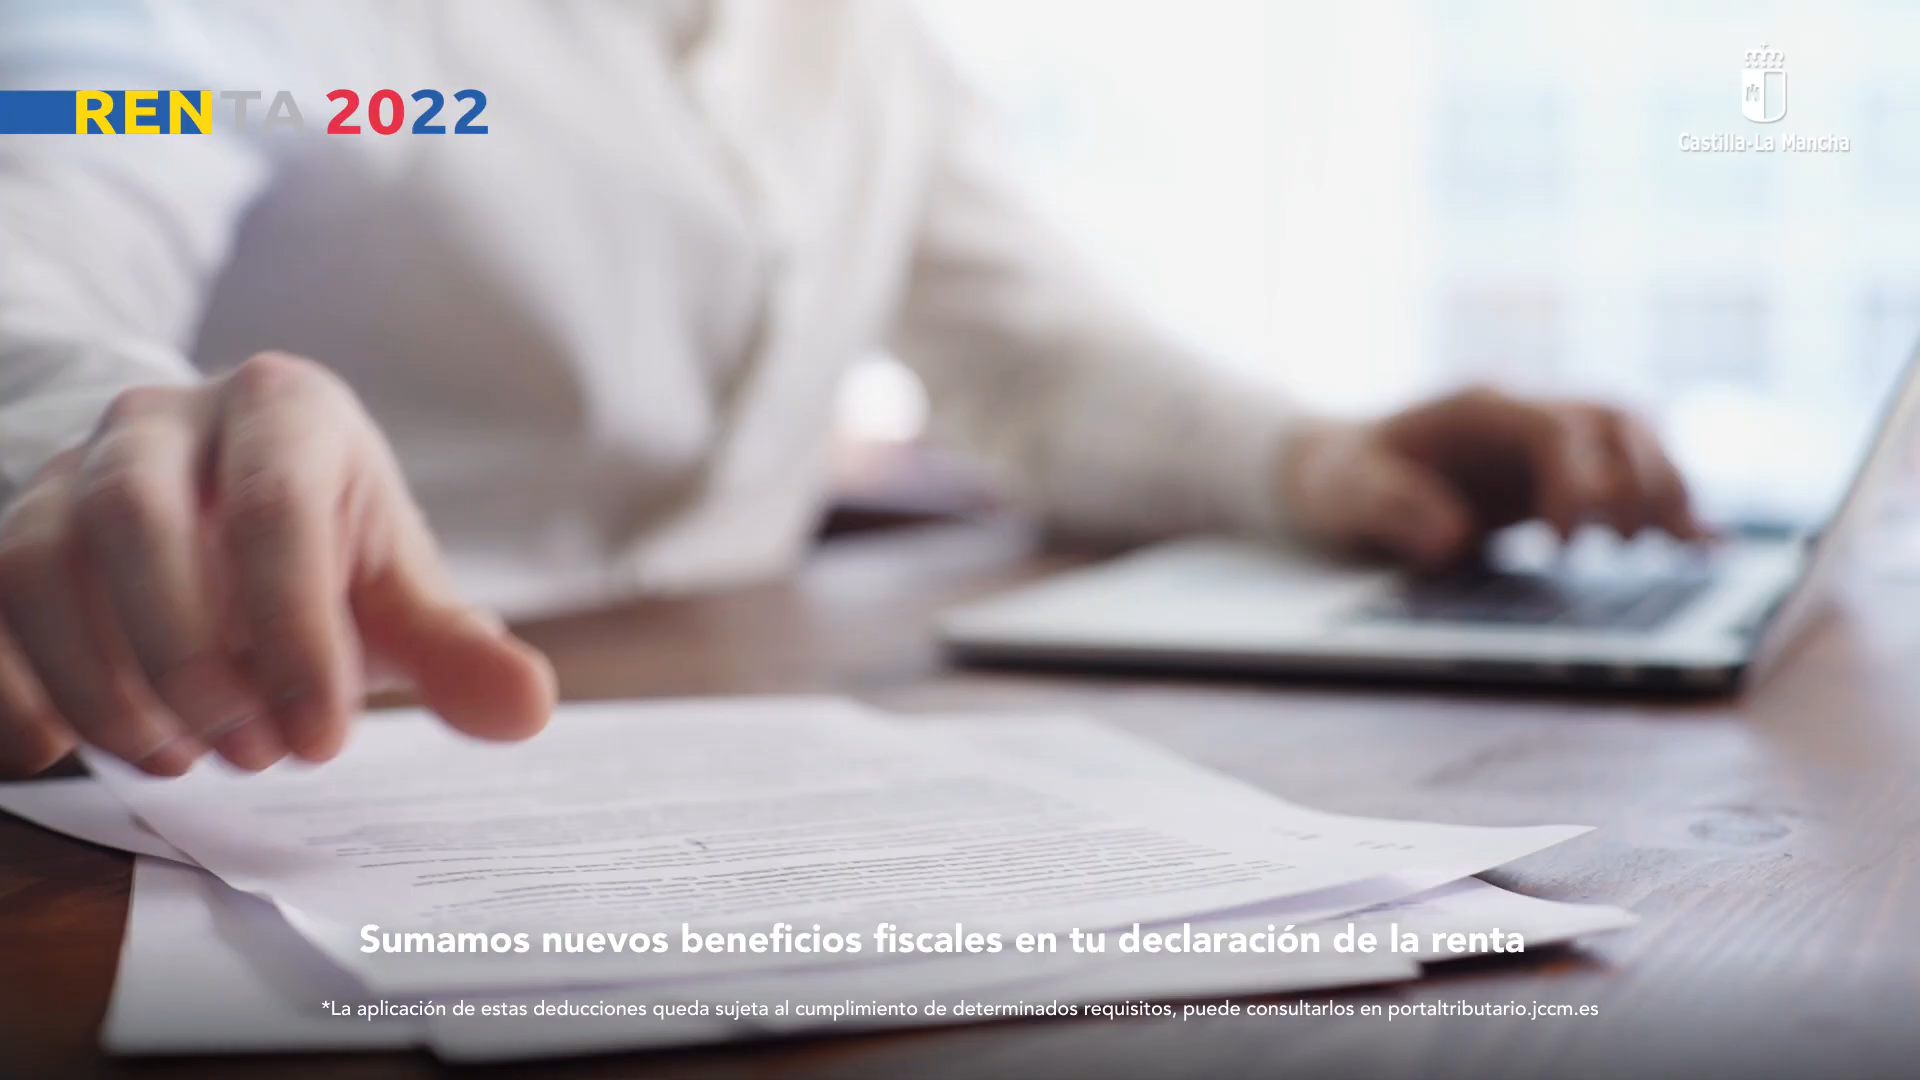 RENTA 2022
Castilla-La Mancha
Sumamos nuevos beneficios fiscales en tu declaración de la renta
*La aplicación de estas deducciones queda sujeta al cumplimiento de determinados requisitos, puede consultarlos en portaltributario.jccm.es